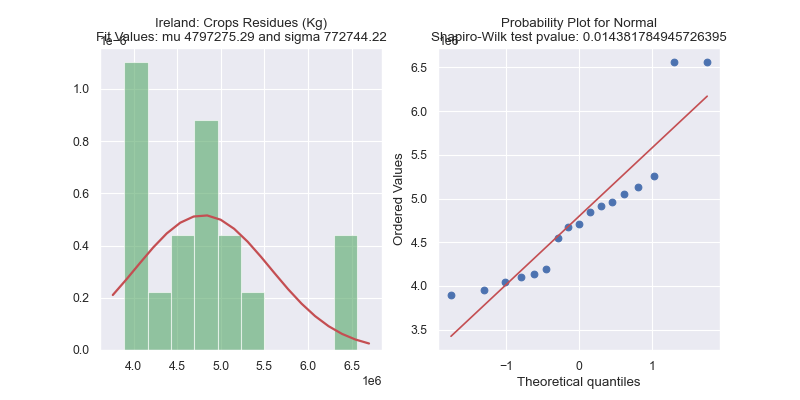 Ireland: Crops Residues (Kg)
Fit Values: mu 4797275.29 and sigma 772744.22
1e−6
1.0
0.8
0.6
0.4
0.2
0.0
4.0 4.5 5.0 5.5 6.0 6.5
1e6
Probability Plot for Normal
Shapiro-Wilk test pvalue: 0.014381784945726395
1e6
6.5
6.0
5.5
5.0
4.5
4.0
3.5
Ordered Values
−1 0 1
Theoretical quantiles